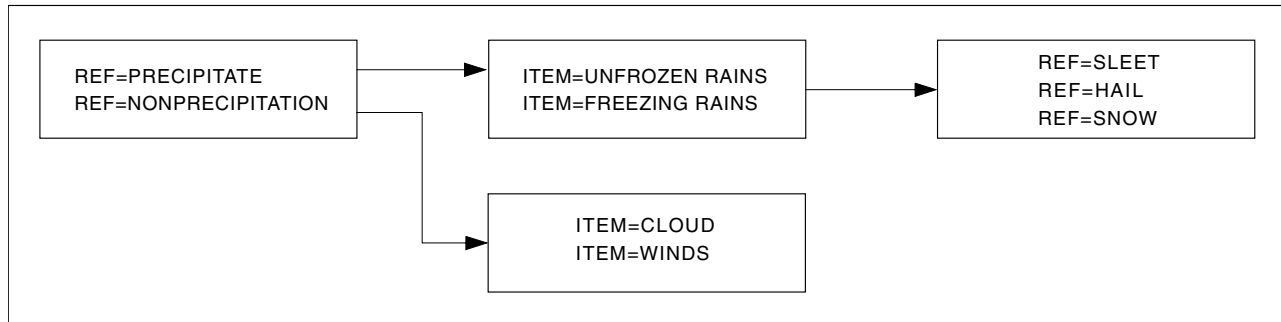 REF=PRECIPITATE
REF=NONPRECIPITATION
ITEM=UNFROZEN RAINS
ITEM=FREEZING RAINS
REF=SLEET
REF=HAIL
REF=SNOW
ITEM=CLOUD
ITEM=WINDS